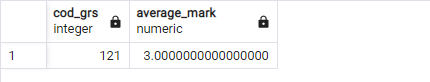 cod_grs average_mark
integer numeric
1 121 3.0000000000000000